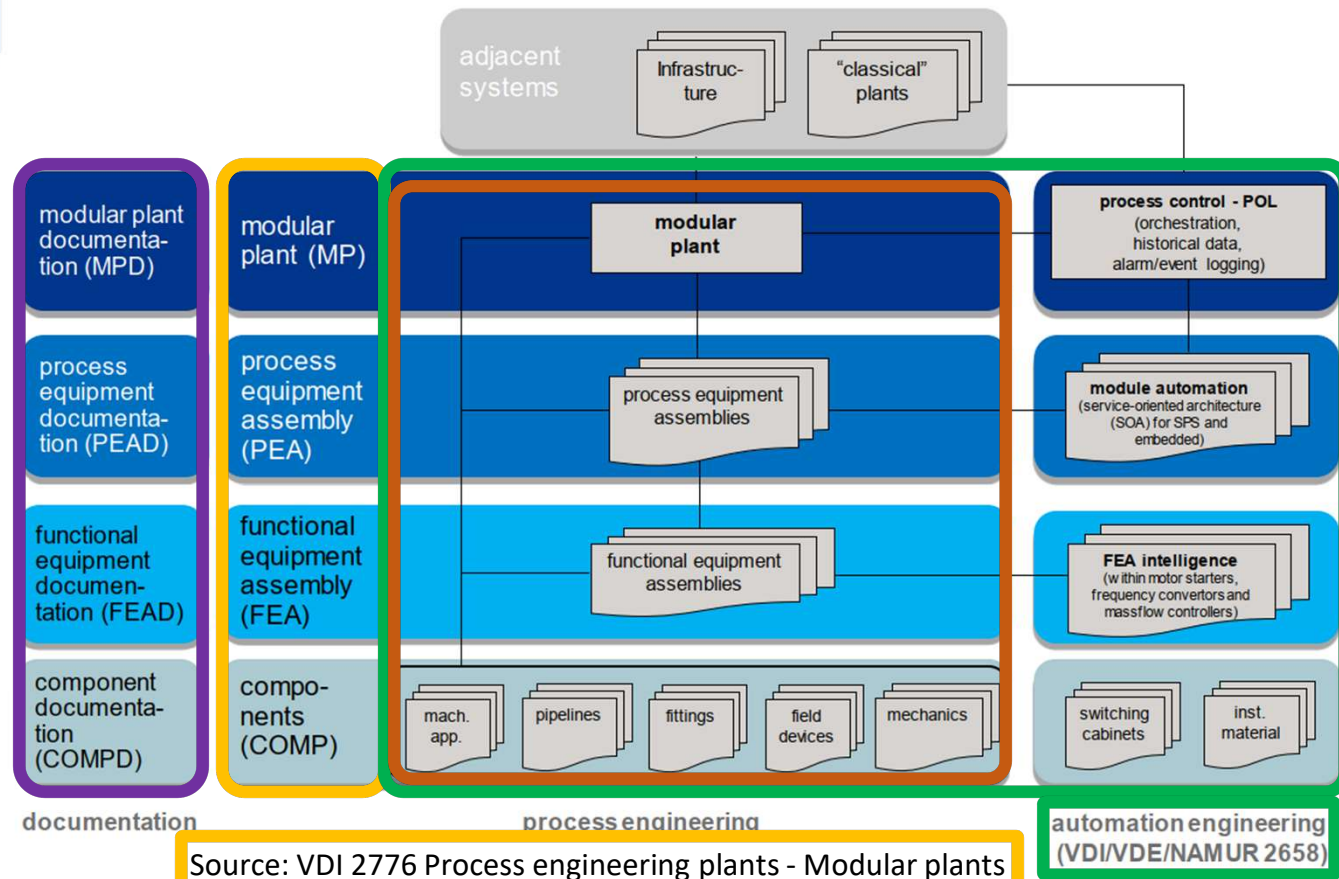 adjacent
systems
Infrastruc-
ture
“classical”
plants
modular plant
documenta-
tion (MPD)
modular
plant (MP)
modular
plant
process control - POL
(orchestration,
historical data,
alarm/event logging)
process
equipment
documenta-
tion (PEAD)
process
equipment
assembly
(PEA)
process equipment
assemblies
module automation
(service-oriented architecture
(SOA) for SPS and
embedded)
functional
equipment
documen-
tation (FEAD)
functional
equipment
assembly
(FEA)
functional equipment
assemblies
FEA intelligence
(within motor starters,
frequency convertors and
massflow controllers)
component
documenta-
tion
(COMPD)
compo-
nents
(COMP)
mach.
app.
pipelines
fittings
field
devices
mechanics
switching
cabinets
inst.
material
documentation
process engineering
automation engineering
(VDI/VDE/NAMUR 2658)
Source: VDI 2776 Process engineering plants - Modular plants